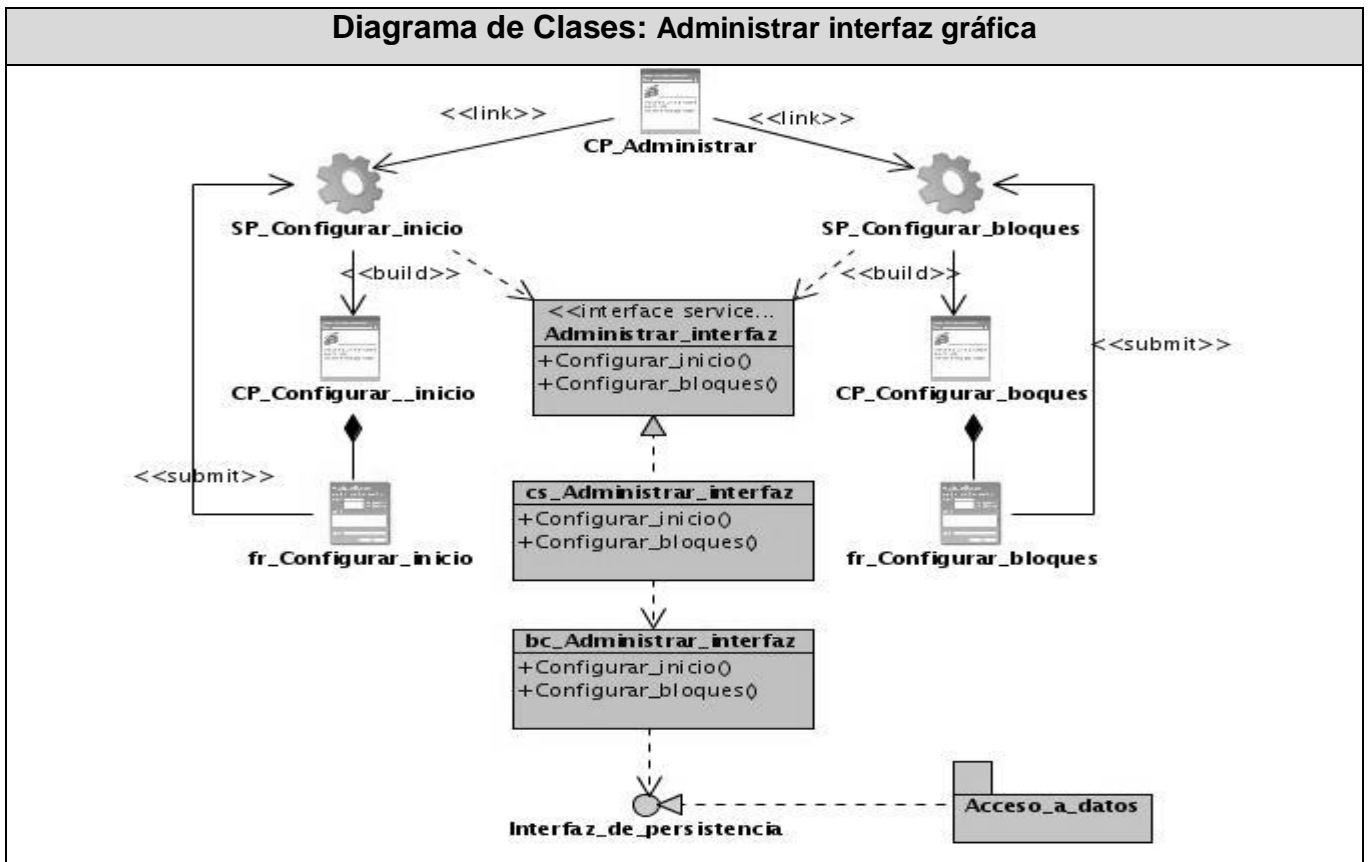 Diagrama de Clases: Administrar interfaz gráfica
<<link>>
<<link>>
CP_Administrar
SP_Configurar_inicio
SP_Configurar_bloques
<<build>>
<<build>>
<<interface service...
Administrar_interfaz
+Configurar_inicio()
+Configurar_bloques()
<<submit>>
CP_Configurar__inicio
CP_Configurar_boques
<<submit>>
cs_Administrar_interfaz
+Configurar_inicio()
+Configurar_bloques()
fr_Configurar_inicio
fr_Configurar_bloques
bc_Administrar_interfaz
+Configurar_inicio()
+Configurar_bloques()
Acceso_a_datos
Interfaz_de_persistencia